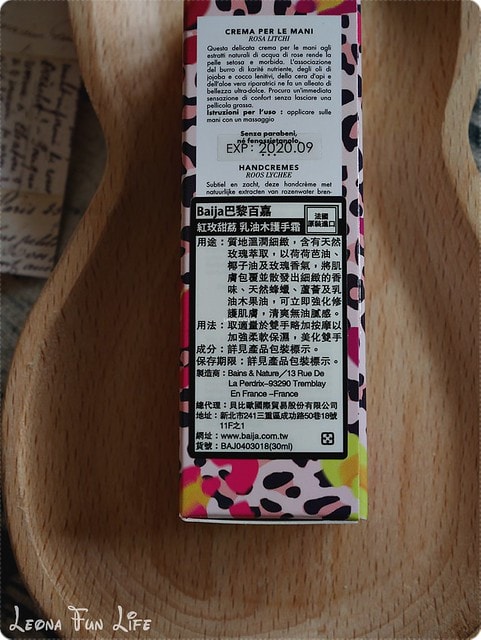 CREMA PER LE MANI
ROSA LITCHI
Questa delicata crema per le mani agli
estratti naturali di acqua di rose rende la
pelle setosa e morbida. L'associazione
del burro di karité nutriente, degli oli di
jojoba e cocco lenitivi, della cera d'api e
dell'aloe vera riparatrice ne fa un alleato di
bellezza ultra-dolce. Procura un'immediata
sensazione di comfort senza lasciare una
pellicola grassa.
Istruzioni per l'uso : applicare sulle
mani con un massaggio
Senza parabeni,
né fenossietanolo
EXP: 2020.09
HANDCREMES
ROOS LYCHEE
Subtiel en zacht, deze handcrème met
natuurlijke extracten van rozenwater bren-
Baija巴黎百嘉
紅玫甜荔 乳油木護手霜
法國
原裝進口
用途：質地溫潤細緻，含有天然
玫瑰萃取，以荷荷芭油、
椰子油及玫瑰香氣，將肌
膚包覆並散發出細緻的香
味、天然蜂蠟、蘆薈及乳
油木果油，可立即強化修
護肌膚，清爽無油膩感。
用法：取適量於雙手略加按摩以
加強柔軟保濕，美化雙手
成分：詳見產品包裝標示。
保存期限：詳見產品包裝標示。
製造商：Bains & Nature／13 Rue De
La Perdrix–93290 Tremblay
En France –France
總代理：貝比歐國際貿易股份有限公司
地址：新北市241三重區成功路50巷18號
11F之1
網址：www.baija.com.tw
貨號：BAJ0403018(30ml)
Leona Fun Life